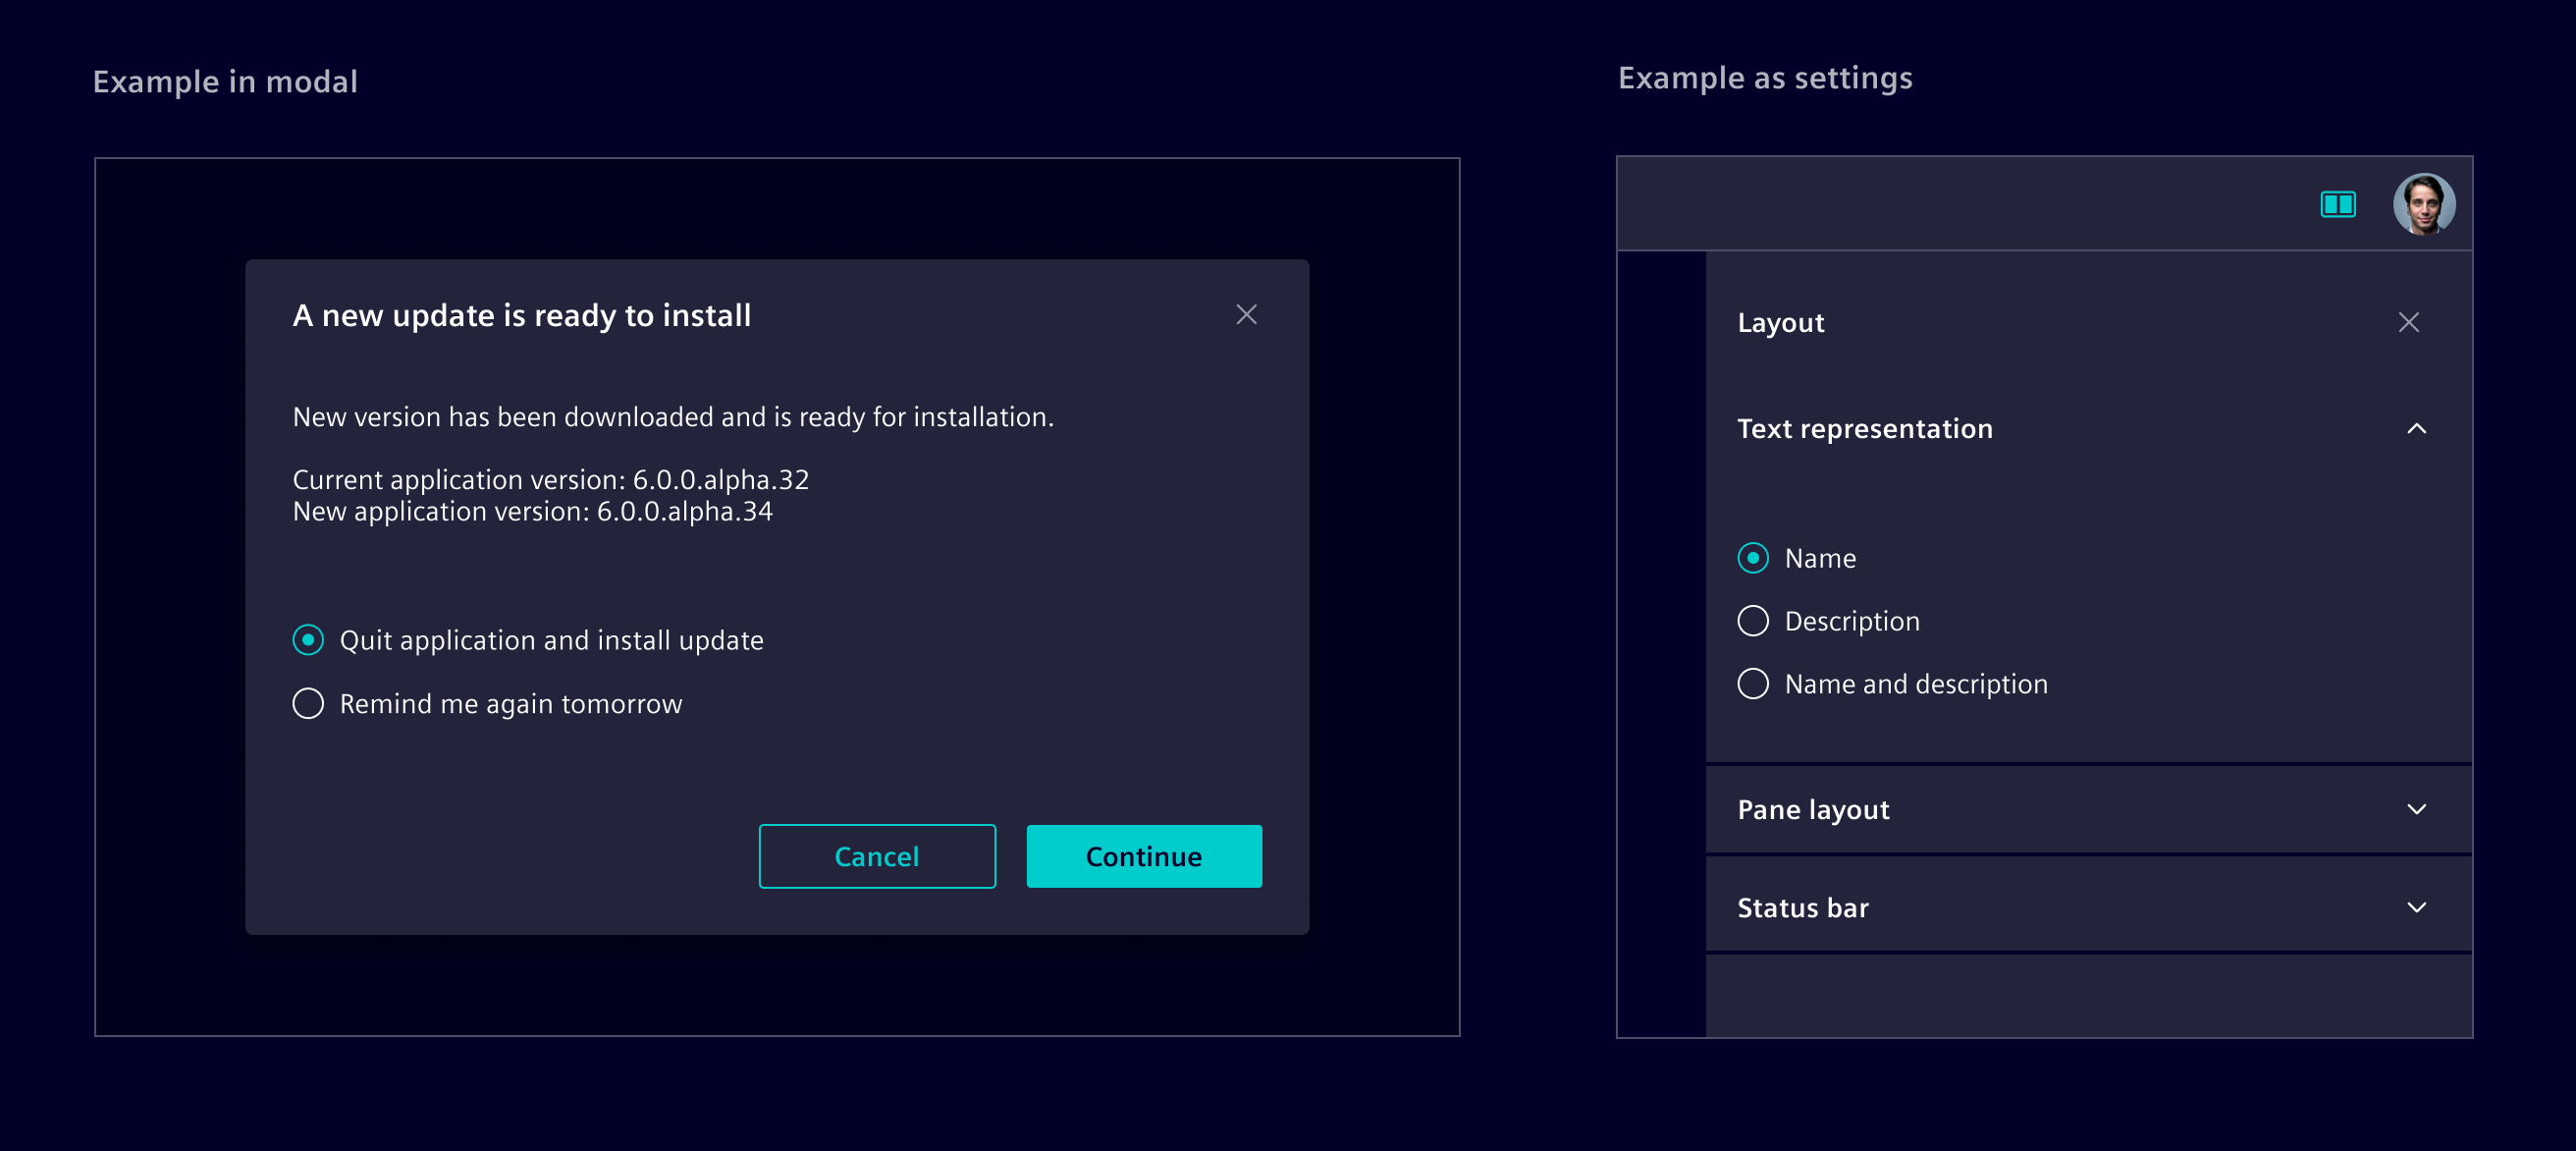 Example in modal
A new update is ready to install
New version has been downloaded and is ready for installation.
Current application version: 6.0.0.alpha.32
New application version: 6.0.0.alpha.34
Quit application and install update
Remind me again tomorrow
Cancel
Continue
Example as settings
Layout
Text representation
Name
Description
Name and description
Pane layout
Status bar